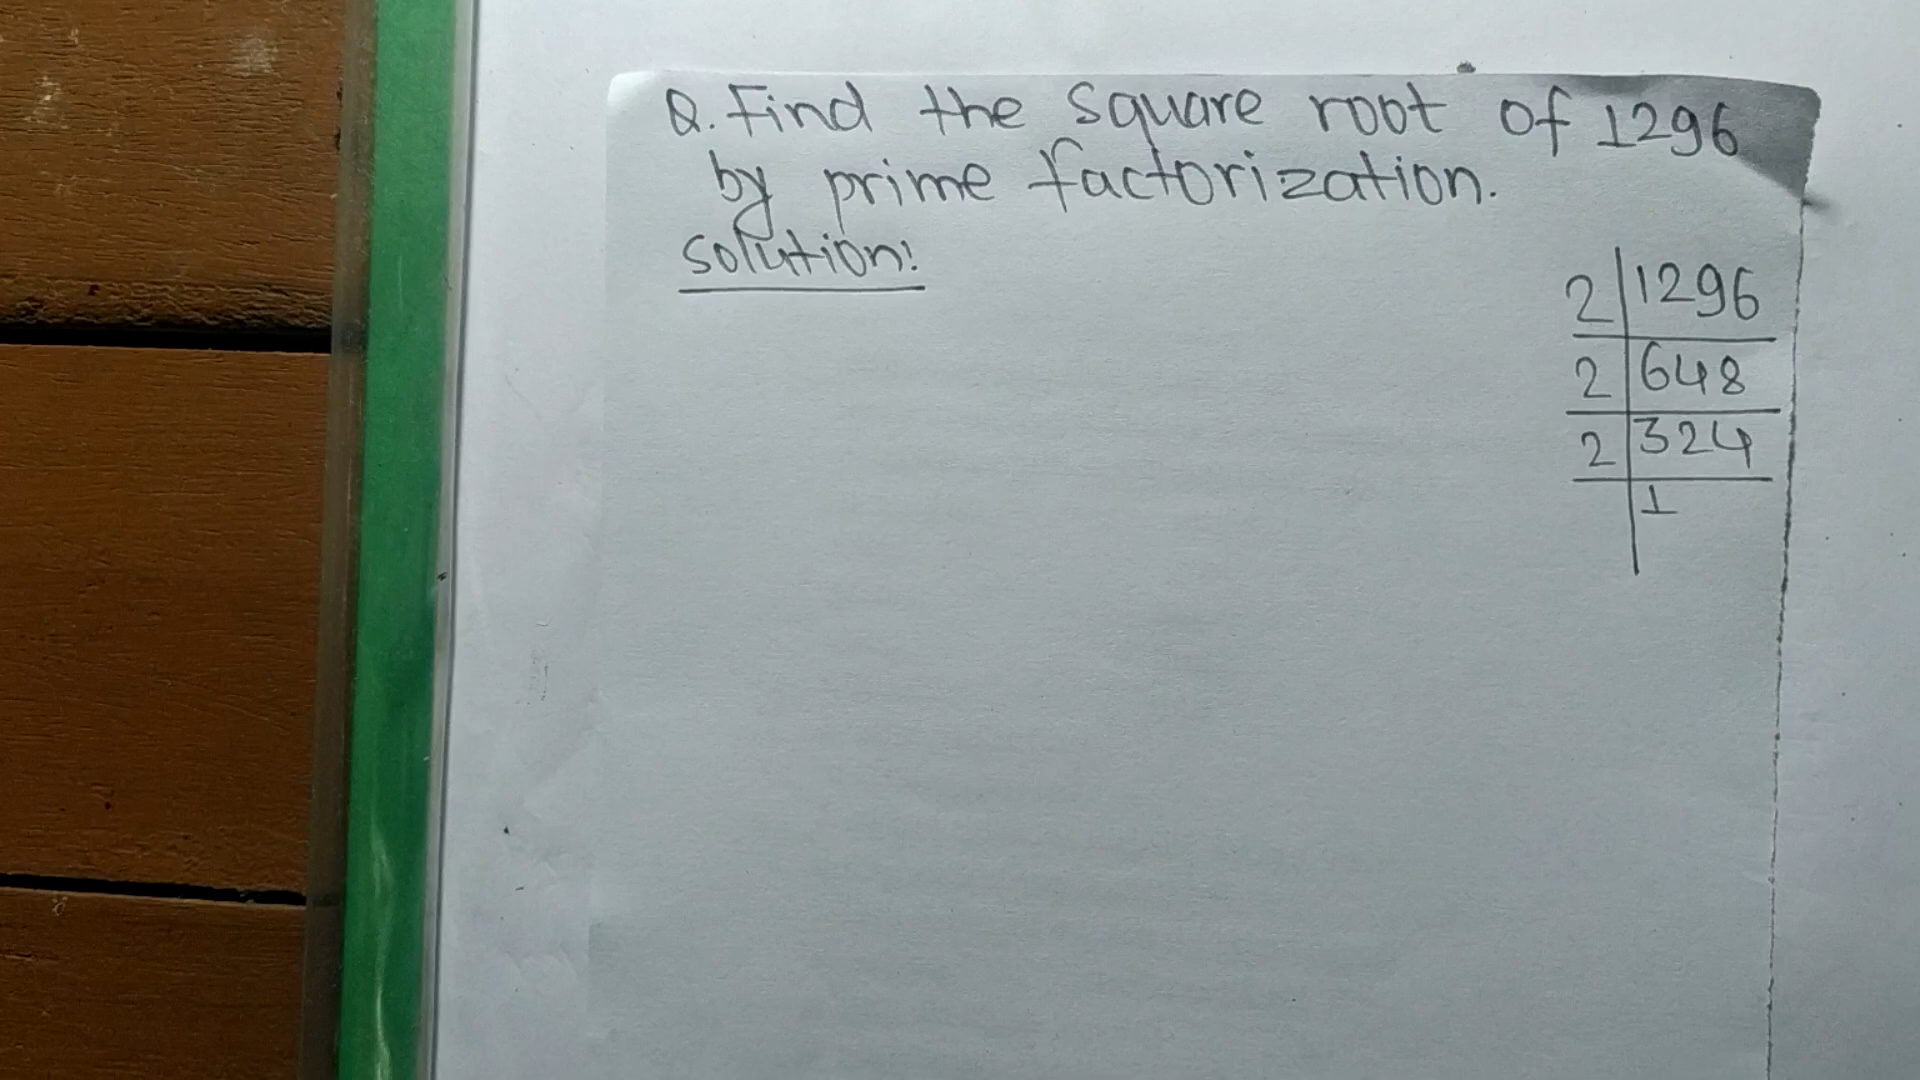 Q. Find the square root of 1296
by prime factorization.
Solution:
2 | 1296
2 | 648
2 | 324
1